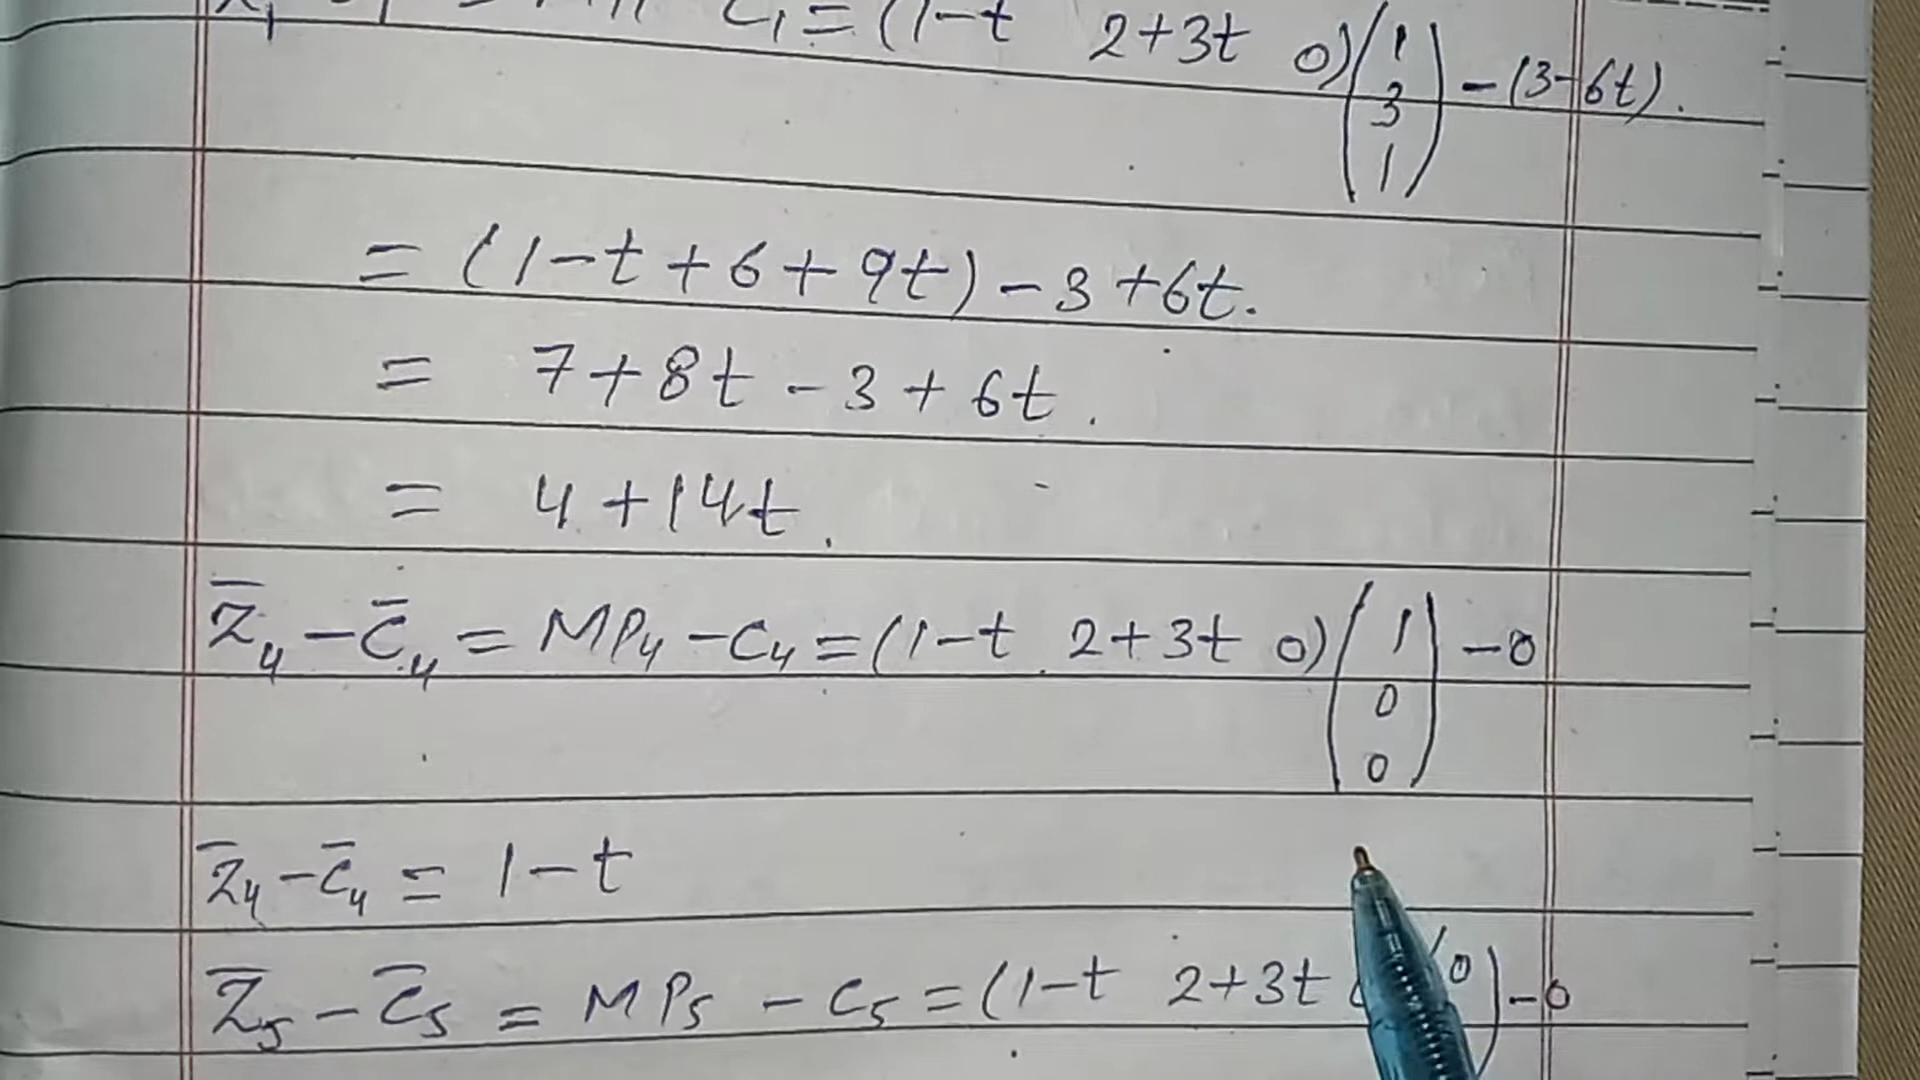 C₁ = (1-t 2+3t 0) (1 3 1) - (3-6t).
= (1-t+6+9t) -3+6t.
= 7+8t-3+6t.
= 4+14t.
Z̄₄ - C̄₄ = MP₄ - C₄ = (1-t 2+3t 0) (1 0 0) - 0
Z̄₄ - C̄₄ = 1-t
Z̄₅ - C̄₅ = MP₅ - C₅ = (1-t 2+3t (0 ) - 0